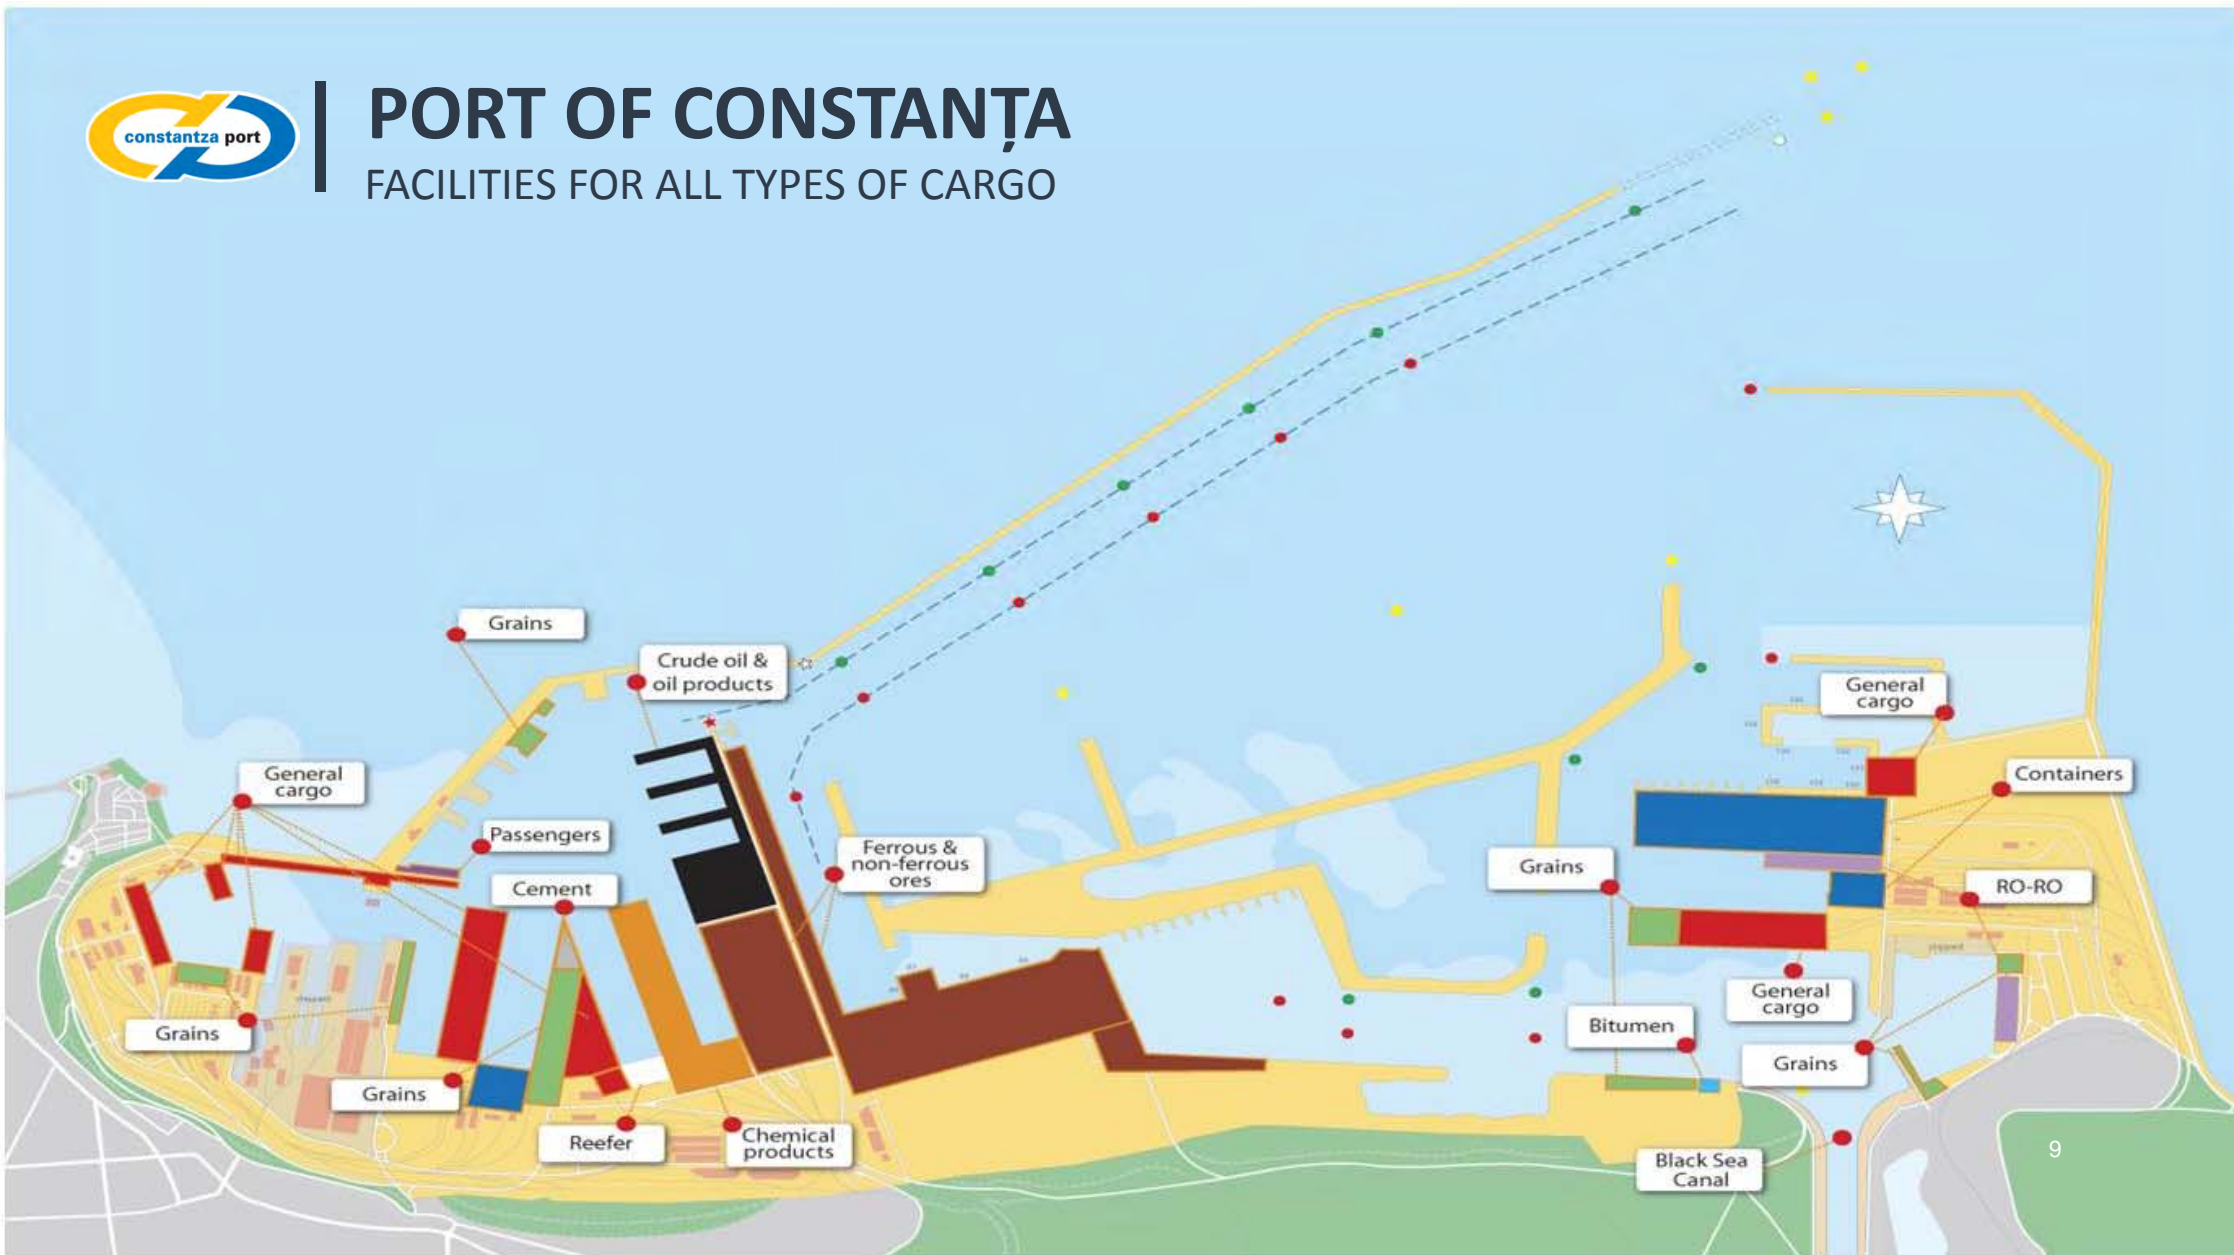 constantza port
PORT OF CONSTANȚA
FACILITIES FOR ALL TYPES OF CARGO
Grains
Crude oil &
oil products
General
cargo
General
cargo
Containers
Passengers
Ferrous &
non-ferrous
ores
Grains
Cement
RO-RO
General
cargo
Grains
Bitumen
Grains
Grains
Reefer
Chemical
products
Black Sea
Canal
9